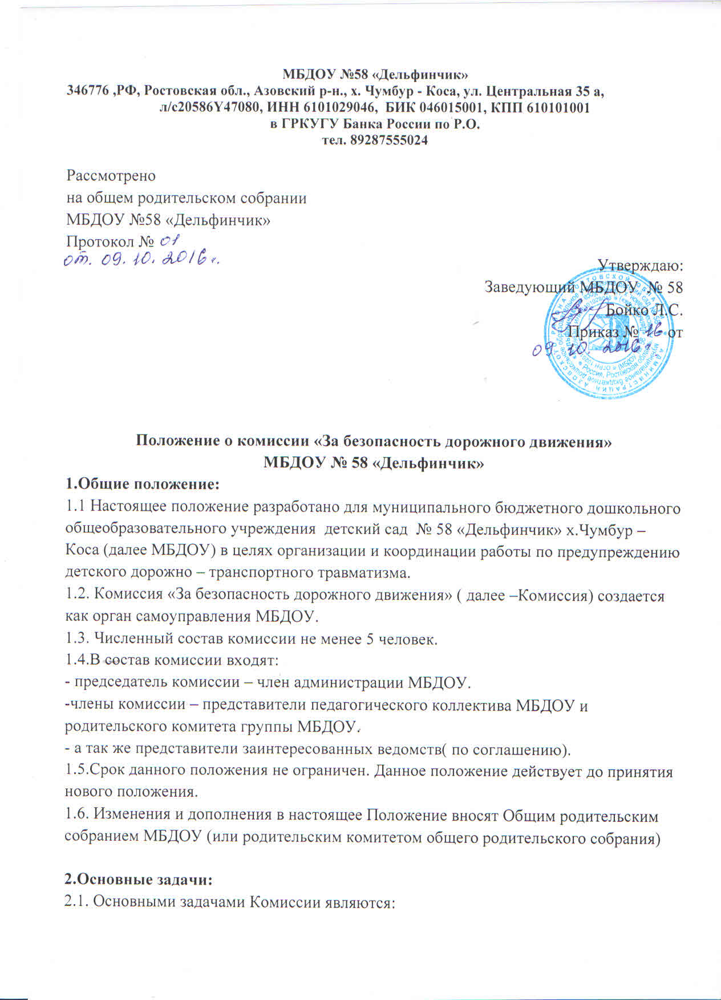 МБДОУ №58 «Дельфинчик»
346776 ,РФ, Ростовская обл., Азовский р-н., х. Чумбур - Коса, ул. Центральная 35 а,
л/с20586Y47080, ИНН 6101029046,  БИК 046015001, КПП 610101001
в ГРКУГУ Банка России по Р.О.
тел. 89287555024
Рассмотрено
на общем родительском собрании
МБДОУ №58 «Дельфинчик»
Протокол № 01
от. 09. 10. 2016 г.
Утверждаю:
Заведующий МБДОУ  № 58
Бойко Л.С.
Приказ № 16 от
09. 10. 2016 г.
Положение о комиссии «За безопасность дорожного движения»
МБДОУ № 58 «Дельфинчик»
1.Общие положение:
1.1 Настоящее положение разработано для муниципального бюджетного дошкольного
общеобразовательного учреждения  детский сад  № 58 «Дельфинчик» х.Чумбур –
Коса (далее МБДОУ) в целях организации и координации работы по предупреждению
детского дорожно – транспортного травматизма.
1.2. Комиссия «За безопасность дорожного движения» ( далее –Комиссия) создается
как орган самоуправления МБДОУ.
1.3. Численный состав комиссии не менее 5 человек.
1.4.В состав комиссии входят:
- председатель комиссии – член администрации МБДОУ.
-члены комиссии – представители педагогического коллектива МБДОУ и
родительского комитета группы МБДОУ.
- а так же представители заинтересованных ведомств( по соглашению).
1.5.Срок данного положения не ограничен. Данное положение действует до принятия
нового положения.
1.6. Изменения и дополнения в настоящее Положение вносят Общим родительским
собранием МБДОУ (или родительским комитетом общего родительского собрания)
2.Основные задачи:
2.1. Основными задачами Комиссии являются: